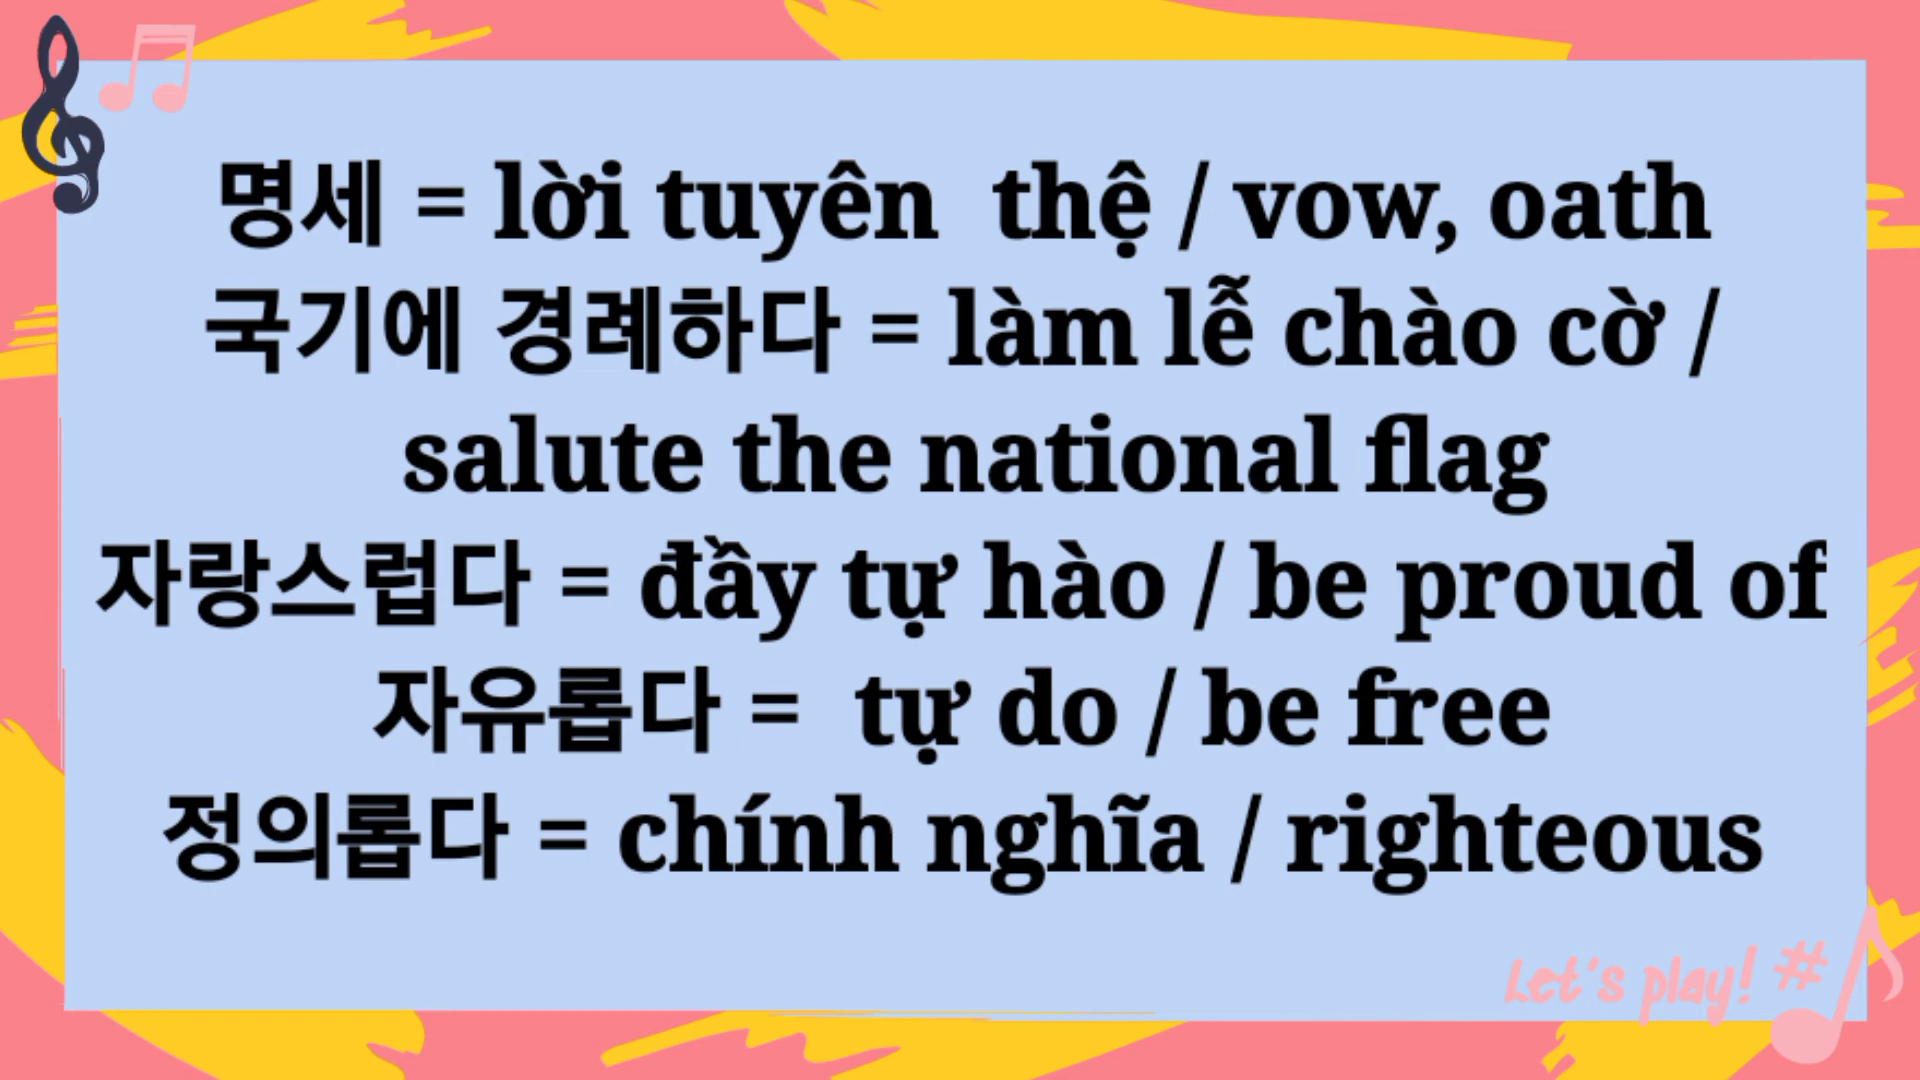 명세 = lời tuyên thệ / vow, oath
국기에 경례하다 = làm lễ chào cờ /
salute the national flag
자랑스럽다 = đầy tự hào / be proud of
자유롭다 = tự do / be free
정의롭다 = chính nghĩa / righteous
Let's play! #